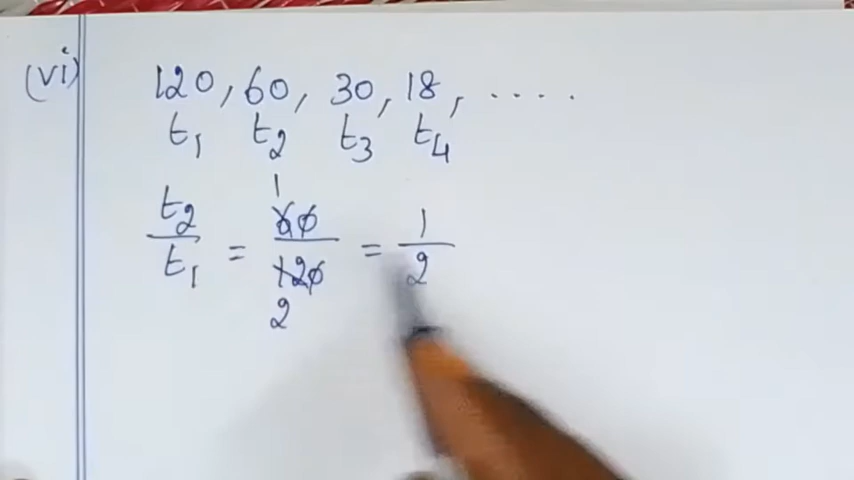 (vi) 120, 60, 30, 18, ....
t₁ t₂ t₃ t₄
t₂/t₁ = 60/120 = 1/2
1
2